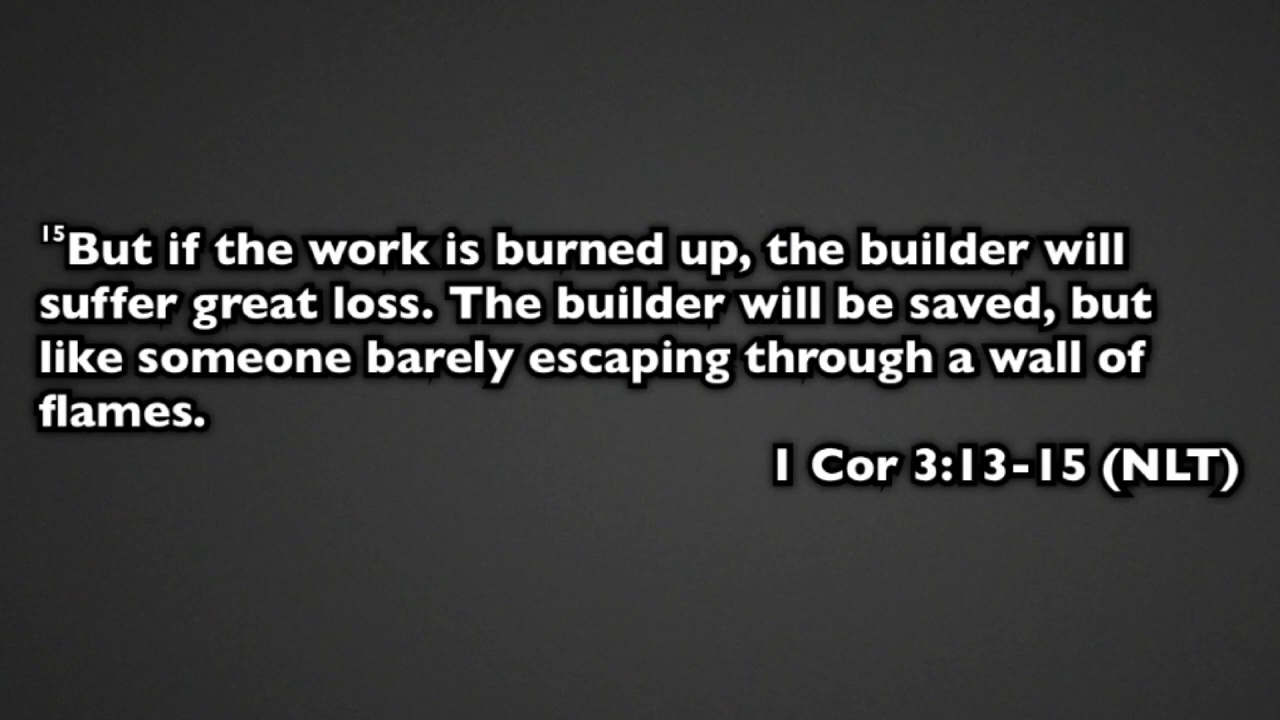 ¹⁵But if the work is burned up, the builder will
suffer great loss. The builder will be saved, but
like someone barely escaping through a wall of
flames.
1 Cor 3:13-15 (NLT)